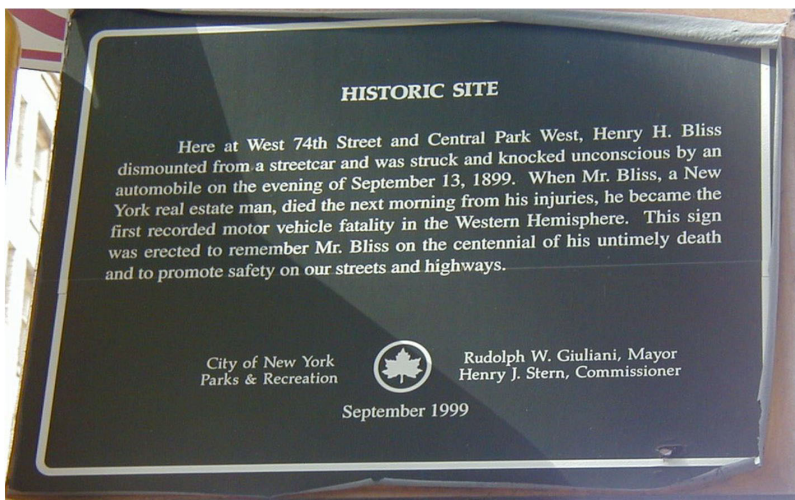 HISTORIC SITE
Here at West 74th Street and Central Park West, Henry H. Bliss
dismounted from a streetcar and was struck and knocked unconscious by an
automobile on the evening of September 13, 1899. When Mr. Bliss, a New
York real estate man, died the next morning from his injuries, he became the
first recorded motor vehicle fatality in the Western Hemisphere. This sign
was erected to remember Mr. Bliss on the centennial of his untimely death
and to promote safety on our streets and highways.
City of New York
Parks & Recreation
Rudolph W. Giuliani, Mayor
Henry J. Stern, Commissioner
September 1999